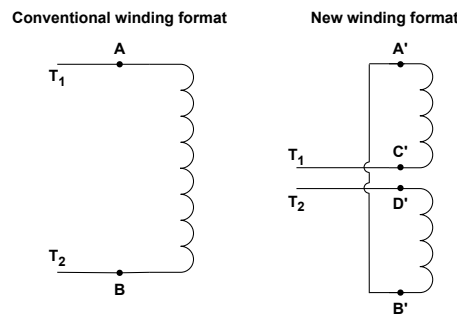 Conventional winding format
A
T1
T2
B
New winding format
A'
T1
C'
T2
D'
B'